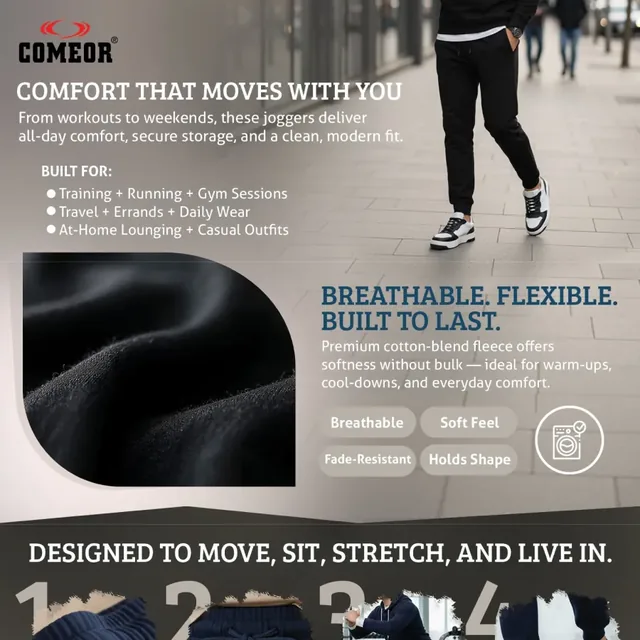 COMEOR®
COMFORT THAT MOVES WITH YOU
From workouts to weekends, these joggers deliver
all-day comfort, secure storage, and a clean, modern fit.
BUILT FOR:
Training + Running + Gym Sessions
Travel + Errands + Daily Wear
At-Home Lounging + Casual Outfits
BREATHABLE. FLEXIBLE.
BUILT TO LAST.
Premium cotton-blend fleece offers
softness without bulk — ideal for warm-ups,
cool-downs, and everyday comfort.
Breathable
Soft Feel
Fade-Resistant
Holds Shape
DESIGNED TO MOVE, SIT, STRETCH, AND LIVE IN.
1 2 3 4